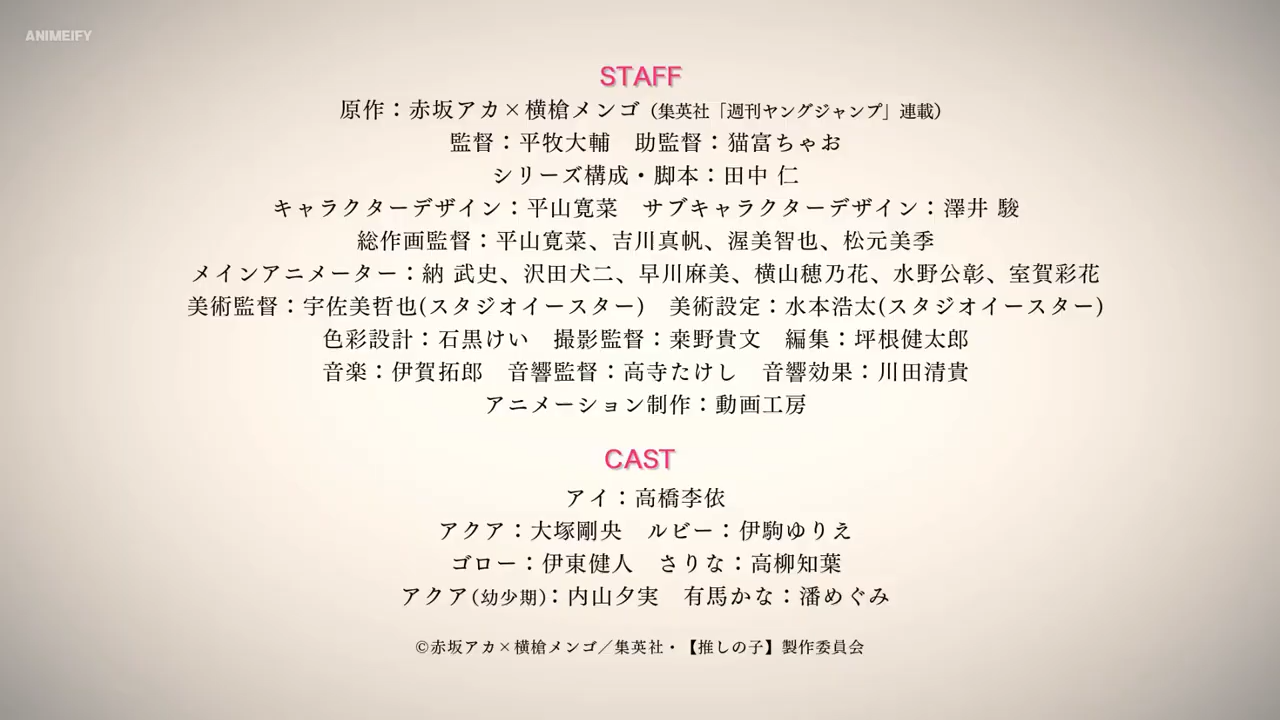 ANIMEIFY
STAFF
原作：赤坂アカ×横槍メンゴ（集英社「週刊ヤングジャンプ」連載）
監督：平牧大輔　助監督：猫富ちゃお
シリーズ構成・脚本：田中 仁
キャラクターデザイン：平山寛菜　サブキャラクターデザイン：澤井 駿
総作画監督：平山寛菜、吉川真帆、渥美智也、松元美季
メインアニメーター：納 武史、沢田犬二、早川麻美、横山穂乃花、水野公彰、室賀彩花
美術監督：宇佐美哲也(スタジオイースター)　美術設定：水本浩太(スタジオイースター)
色彩設計：石黒けい　撮影監督：桒野貴文　編集：坪根健太郎
音楽：伊賀拓郎　音響監督：高寺たけし　音響効果：川田清貴
アニメーション制作：動画工房
CAST
アイ：高橋李依
アクア：大塚剛央　ルビー：伊駒ゆりえ
ゴロー：伊東健人　さりな：高柳知葉
アクア(幼少期)：内山夕実　有馬かな：潘めぐみ
©赤坂アカ×横槍メンゴ／集英社・【推しの子】製作委員会